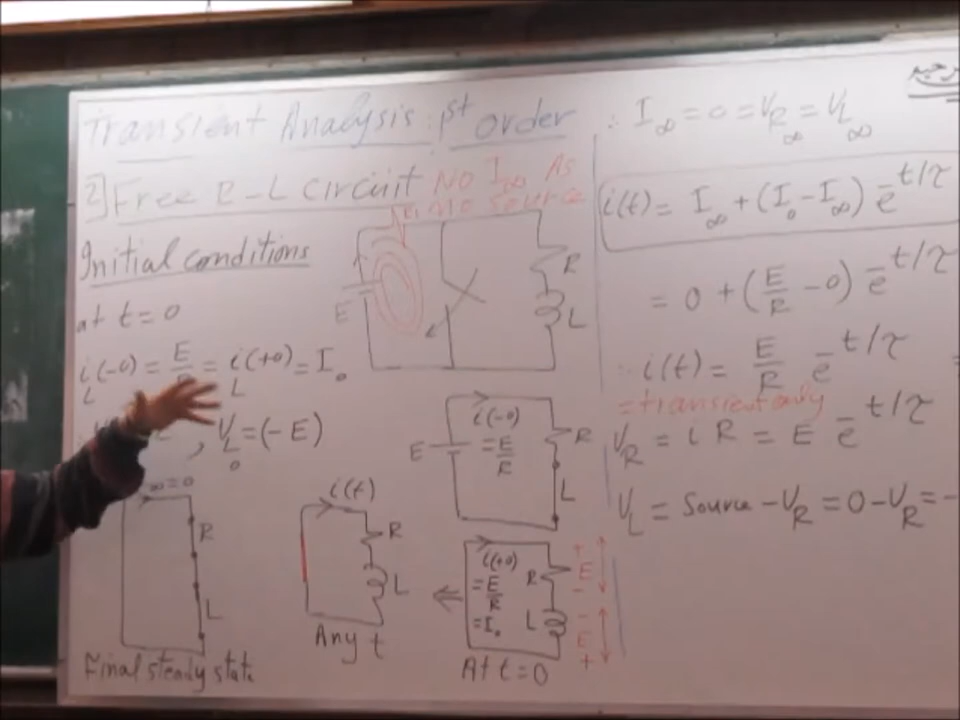 Transient Analysis: 1st order
2] Free R-L Circuit No I∞ As
no source
Initial conditions
at t=0
i_L(-0) = E/R = i_L(+0) = I₀
, V_L₀ = (-E)
E
R
L
E
i(-0)
= E/R
R
L
∞=0
R
L
Final steady state
i(t)
R
L
Any t
i(+0)
= E/R
= I₀
R
L
+
E
-
-
E
+
At t=0
∴ I∞ = 0 = V_R∞ = V_L∞
i(t) = I∞ + (I₀ - I∞) e^-t/τ
= 0 + (E/R - 0) e^-t/τ
∴ i(t) = E/R e^-t/τ =
= transient only
V_R = i R = E e^-t/τ
V_L = Source - V_R = 0 - V_R = -